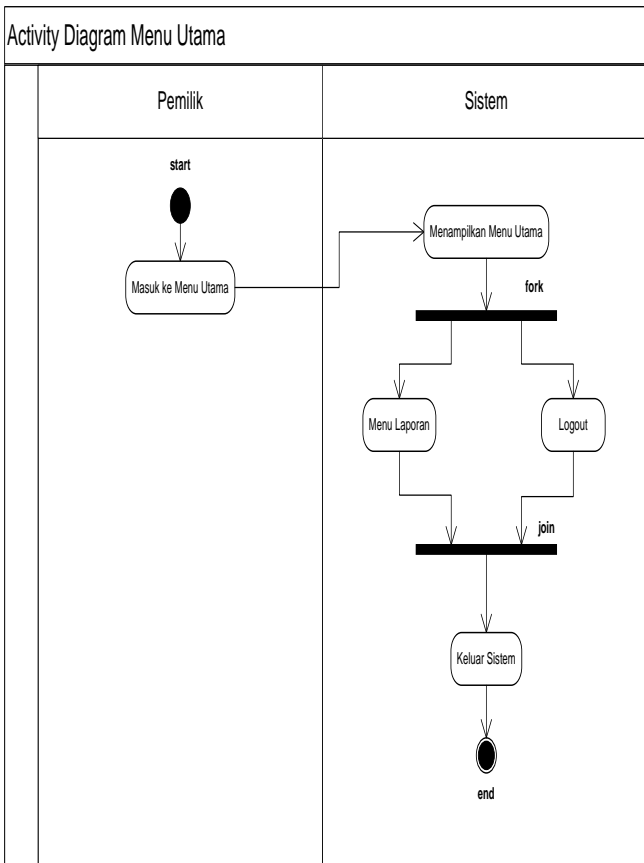 Activity Diagram Menu Utama
Pemilik
Sistem
start
Masuk ke Menu Utama
Menampilkan Menu Utama
fork
Menu Laporan
Logout
join
Keluar Sistem
end